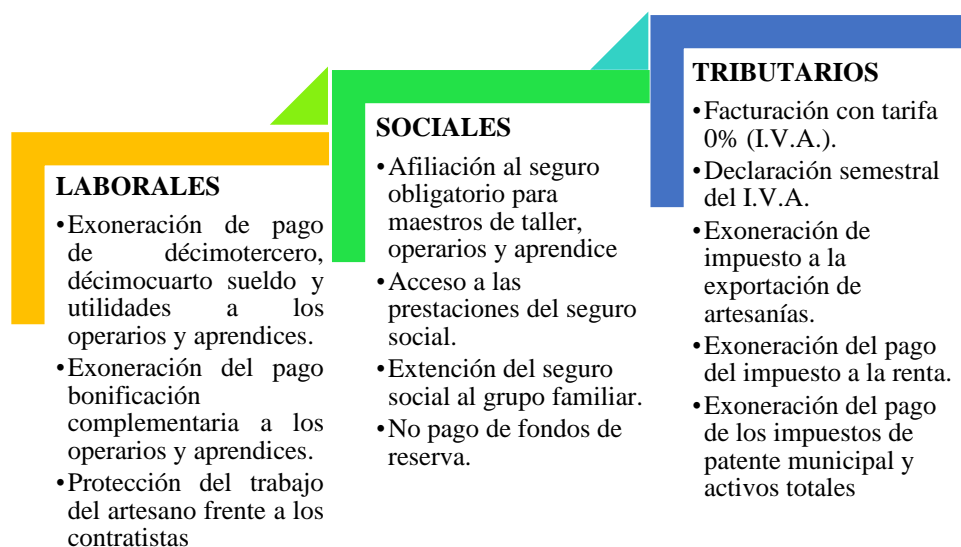 LABORALES
•Exoneración de pago
de décimotercero,
décimocuarto sueldo y
utilidades a los
operarios y aprendices.
•Exoneración del pago
bonificación
complementaria a los
operarios y aprendices.
•Protección del trabajo
del artesano frente a los
contratistas
SOCIALES
•Afiliación al seguro
obligatorio para
maestros de taller,
operarios y aprendice
•Acceso a las
prestaciones del seguro
social.
•Extención del seguro
social al grupo familiar.
•No pago de fondos de
reserva.
TRIBUTARIOS
•Facturación con tarifa
0% (I.V.A.).
•Declaración semestral
del I.V.A.
•Exoneración de
impuesto a la
exportación de
artesanías.
•Exoneración del pago
del impuesto a la renta.
•Exoneración del pago
de los impuestos de
patente municipal y
activos totales